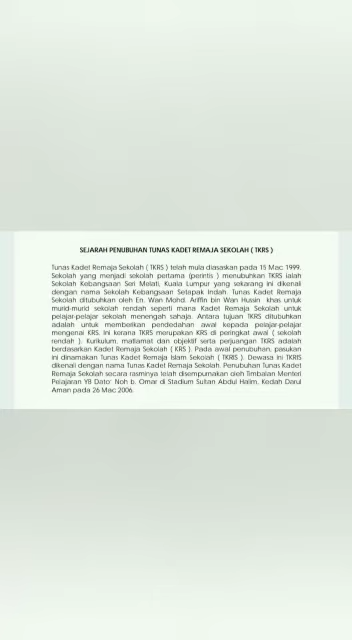 SEJARAH PENUBUHAN TUNAS KADET REMAJA SEKOLAH ( TKRS )
Tunas Kadet Remaja Sekolah ( TKRS ) telah mula diasaskan pada 15 Mac 1999.
Sekolah yang menjadi sekolah pertama (perintis ) menubuhkan TKRS ialah
Sekolah Kebangsaan Seri Melati, Kuala Lumpur yang sekarang ini dikenali
dengan nama Sekolah Kebangsaan Setapak Indah. Tunas Kadet Remaja
Sekolah ditubuhkan oleh En. Wan Mohd. Ariffin bin Wan Hussin khas untuk
murid-murid sekolah rendah seperti mana Kadet Remaja Sekolah untuk
pelajar-pelajar sekolah menengah sahaja. Antara tujuan TKRS ditubuhkan
adalah untuk memberikan pendedahan awal kepada pelajar-pelajar
mengenai KRS. Ini kerana TKRS merupakan KRS di peringkat awal ( sekolah
rendah ). Kurikulum, matlamat dan objektif serta perjuangan TKRS adalah
berdasarkan Kadet Remaja Sekolah ( KRS ). Pada awal penubuhan, pasukan
ini dinamakan Tunas Kadet Remaja Islam Sekolah ( TKRIS ). Dewasa ini TKRIS
dikenali dengan nama Tunas Kadet Remaja Sekolah. Penubuhan Tunas Kadet
Remaja Sekolah secara rasminya telah disempurnakan oleh Timbalan Menteri
Pelajaran YB Dato' Noh b. Omar di Stadium Sultan Abdul Halim, Kedah Darul
Aman pada 26 Mac 2006.